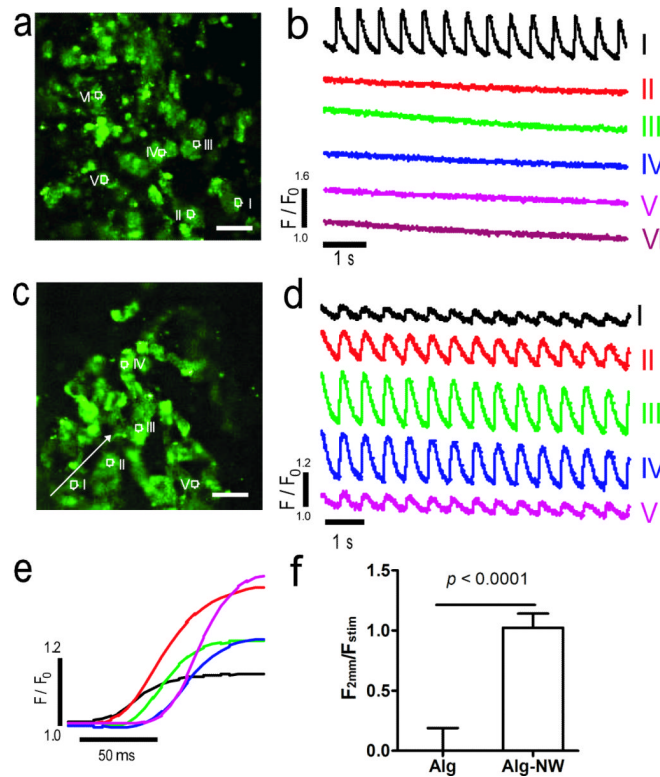 a
VI
IV
III
V
II
I
b
I
II
III
IV
V
VI
1.6
F / F0
1.0
1 s
c
IV
III
II
I
V
d
I
II
III
IV
V
1.2
F / F0
1.0
1 s
e
1.2
F / F0
1.0
50 ms
f
p < 0.0001
1.5
1.0
0.5
0.0
F2mm/Fstim
Alg
Alg-NW